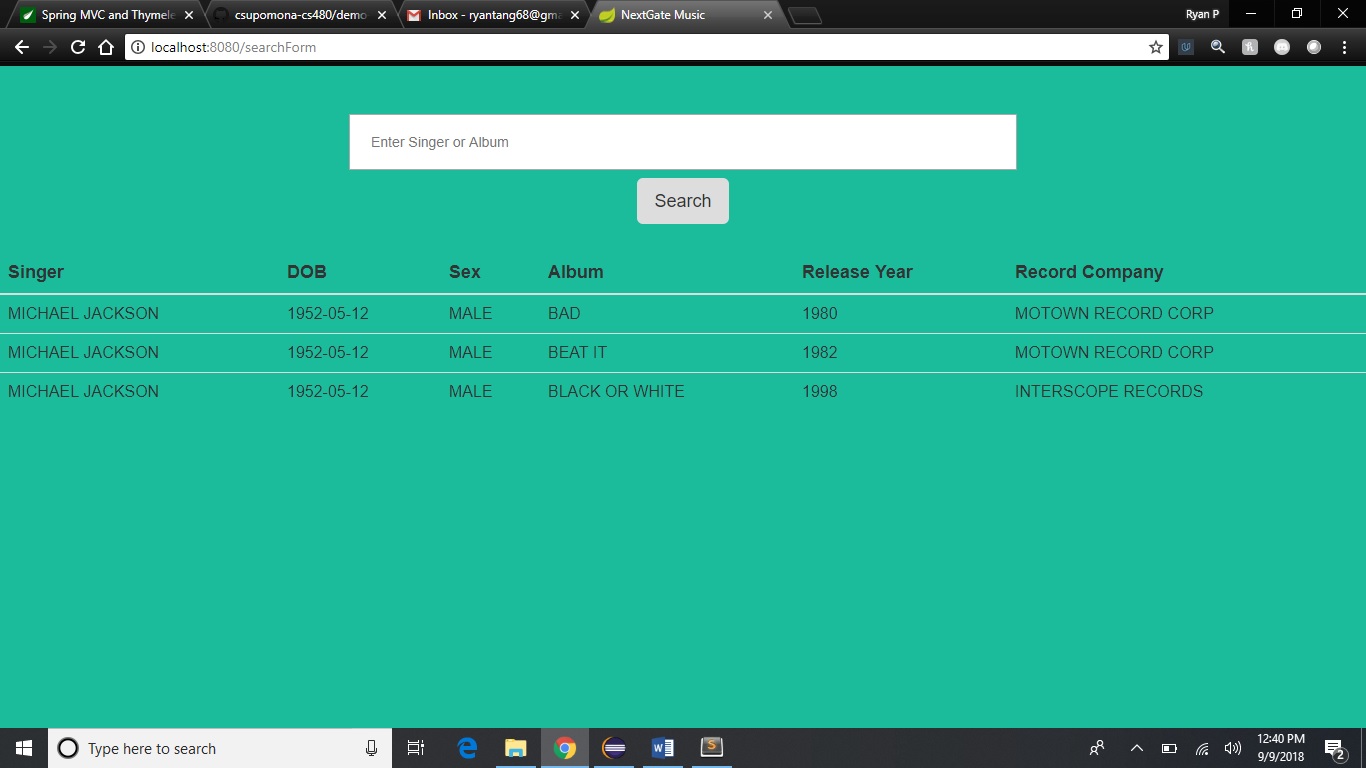 Spring MVC and Thymele
csupomona-cs480/demo
Inbox - ryantang68@gma
NextGate Music
Ryan P
localhost:8080/searchForm
Enter Singer or Album
Search
Singer DOB Sex Album Release Year Record Company
MICHAEL JACKSON 1952-05-12 MALE BAD 1980 MOTOWN RECORD CORP
MICHAEL JACKSON 1952-05-12 MALE BEAT IT 1982 MOTOWN RECORD CORP
MICHAEL JACKSON 1952-05-12 MALE BLACK OR WHITE 1998 INTERSCOPE RECORDS
Type here to search
12:40 PM
9/9/2018
2